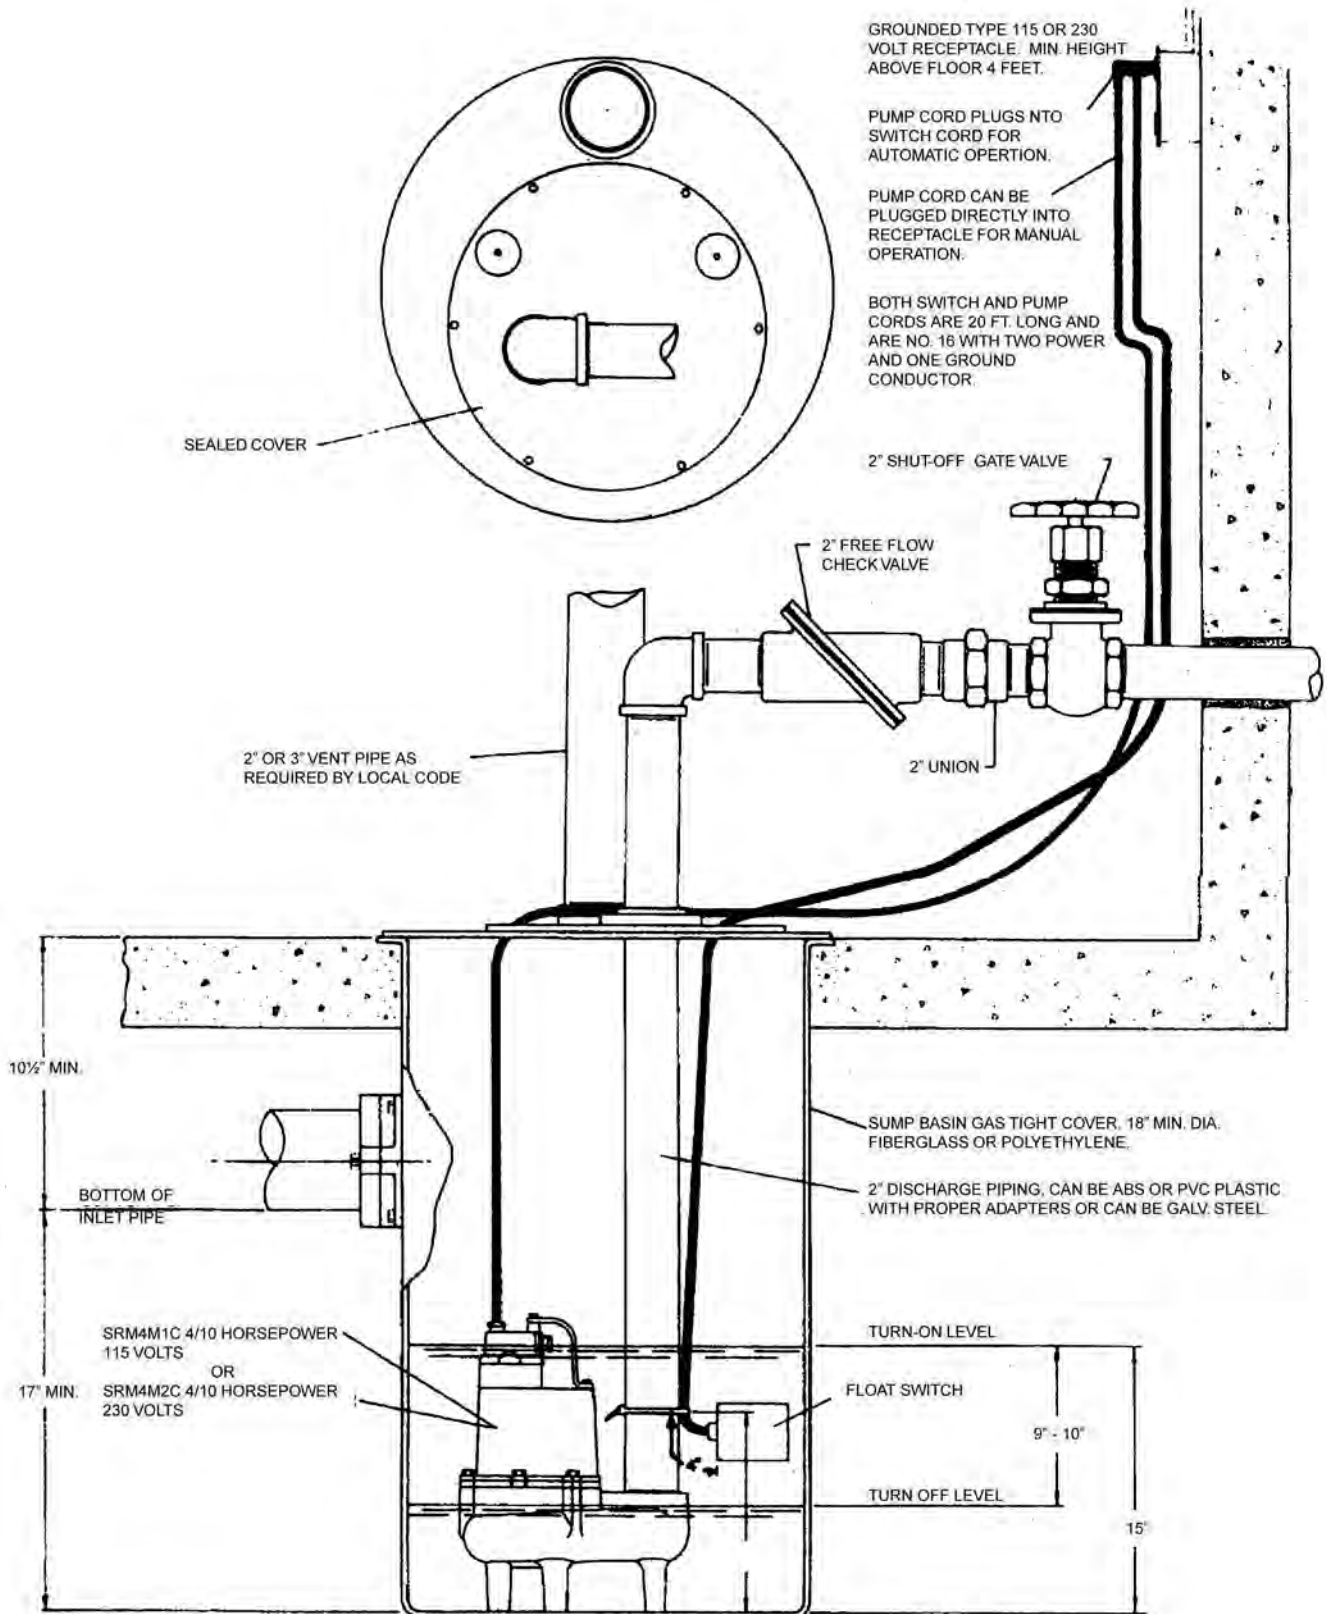 GROUNDED TYPE 115 OR 230
VOLT RECEPTACLE. MIN. HEIGHT
ABOVE FLOOR 4 FEET.
PUMP CORD PLUGS NTO
SWITCH CORD FOR
AUTOMATIC OPERTION.
PUMP CORD CAN BE
PLUGGED DIRECTLY INTO
RECEPTACLE FOR MANUAL
OPERATION.
BOTH SWITCH AND PUMP
CORDS ARE 20 FT. LONG AND
ARE NO. 16 WITH TWO POWER
AND ONE GROUND
CONDUCTOR.
SEALED COVER
2" SHUT-OFF GATE VALVE
2" FREE FLOW
CHECK VALVE
2" OR 3" VENT PIPE AS
REQUIRED BY LOCAL CODE
2" UNION
10½" MIN.
SUMP BASIN GAS TIGHT COVER, 18" MIN. DIA.
FIBERGLASS OR POLYETHYLENE.
2" DISCHARGE PIPING, CAN BE ABS OR PVC PLASTIC
WITH PROPER ADAPTERS OR CAN BE GALV. STEEL.
BOTTOM OF
INLET PIPE
SRM4M1C 4/10 HORSEPOWER
115 VOLTS
OR
SRM4M2C 4/10 HORSEPOWER
230 VOLTS
17" MIN.
TURN-ON LEVEL
FLOAT SWITCH
9" - 10"
TURN OFF LEVEL
15"